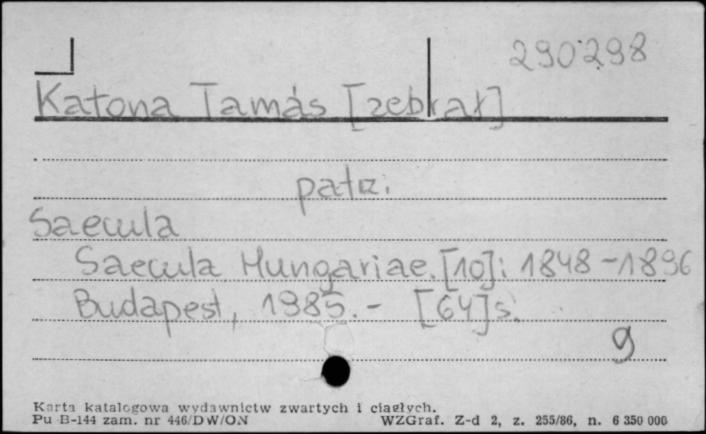 290298
Katona Tamás [zebrał]
patrz:
Saecula
Saecula Hungariae. [10]: 1848-1896
Budapest, 1985.- [64]s.
9
Karta katalogowa wydawnictw zwartych i ciągłych.
Pu B-144 zam. nr 446/DW/ON WZGraf. Z-d 2, z. 255/86, n. 6 350 000